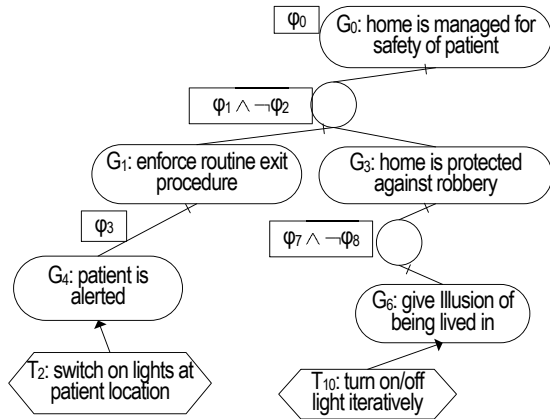 φ0
G0: home is managed for
safety of patient
φ1 ∧ ¬φ2
G1: enforce routine exit
procedure
G3: home is protected
against robbery
φ3
φ7 ∧ ¬φ8
G4: patient is
alerted
G6: give Illusion of
being lived in
T2: switch on lights at
patient location
T10: turn on/off
light iteratively